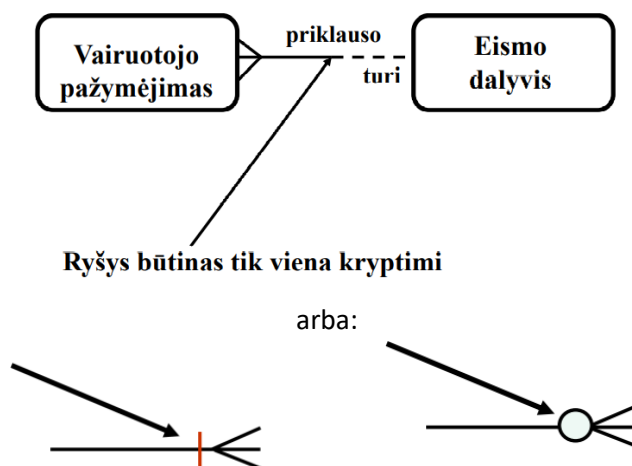 Vairuotojo
pažymėjimas
priklauso
turi
Eismo
dalyvis
Ryšys būtinas tik viena kryptimi
arba: